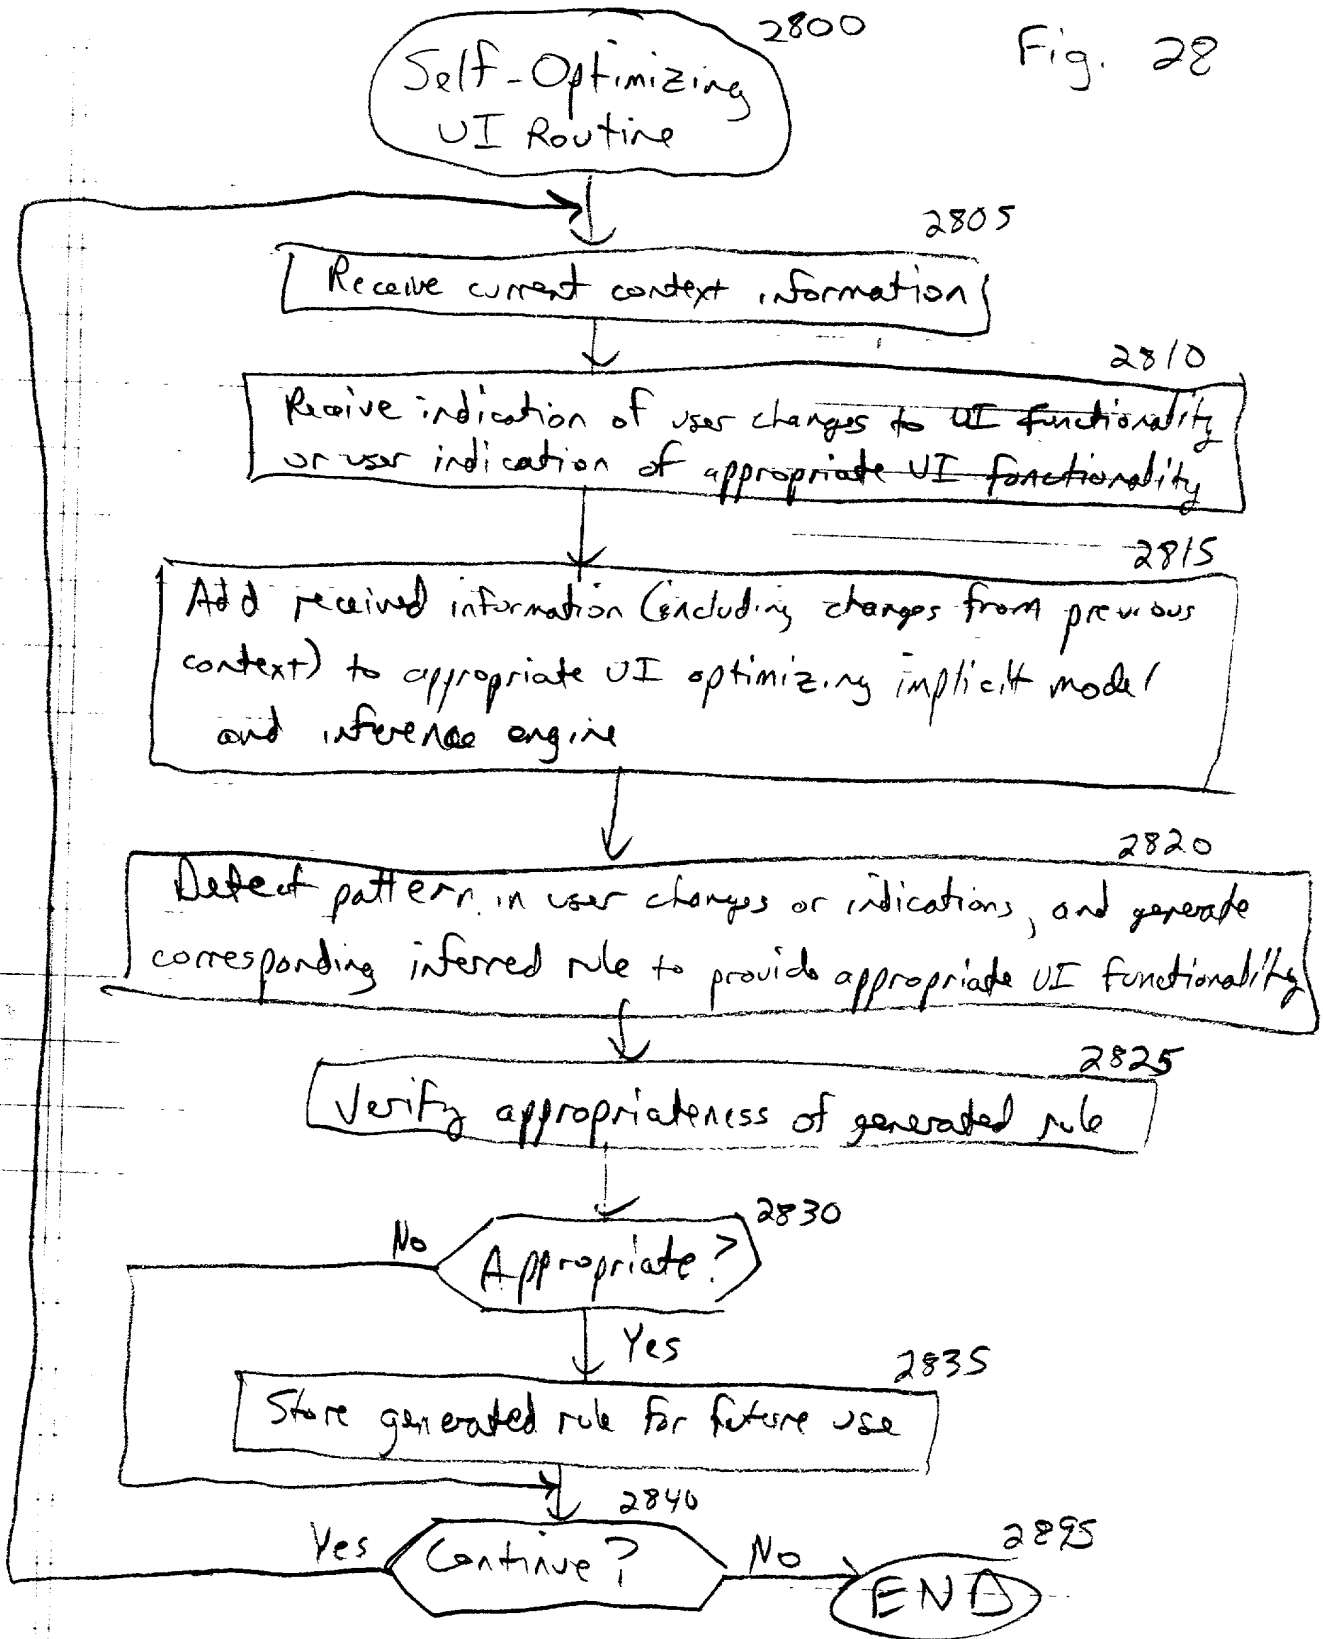 2800
Fig. 28
Self-Optimizing
UI Routine
2805
Receive current context information
2810
Receive indication of user changes to UI functionality
or user indication of appropriate UI functionality
2815
Add received information (including changes from previous
context) to appropriate UI optimizing implicit model
and inference engine
2820
Detect pattern in user changes or indications, and generate
corresponding inferred rule to provide appropriate UI functionality
2825
Verify appropriateness of generated rule
2830
No
Appropriate?
Yes
2835
Store generated rule for future use
2840
Yes
Continue?
No
2895
END